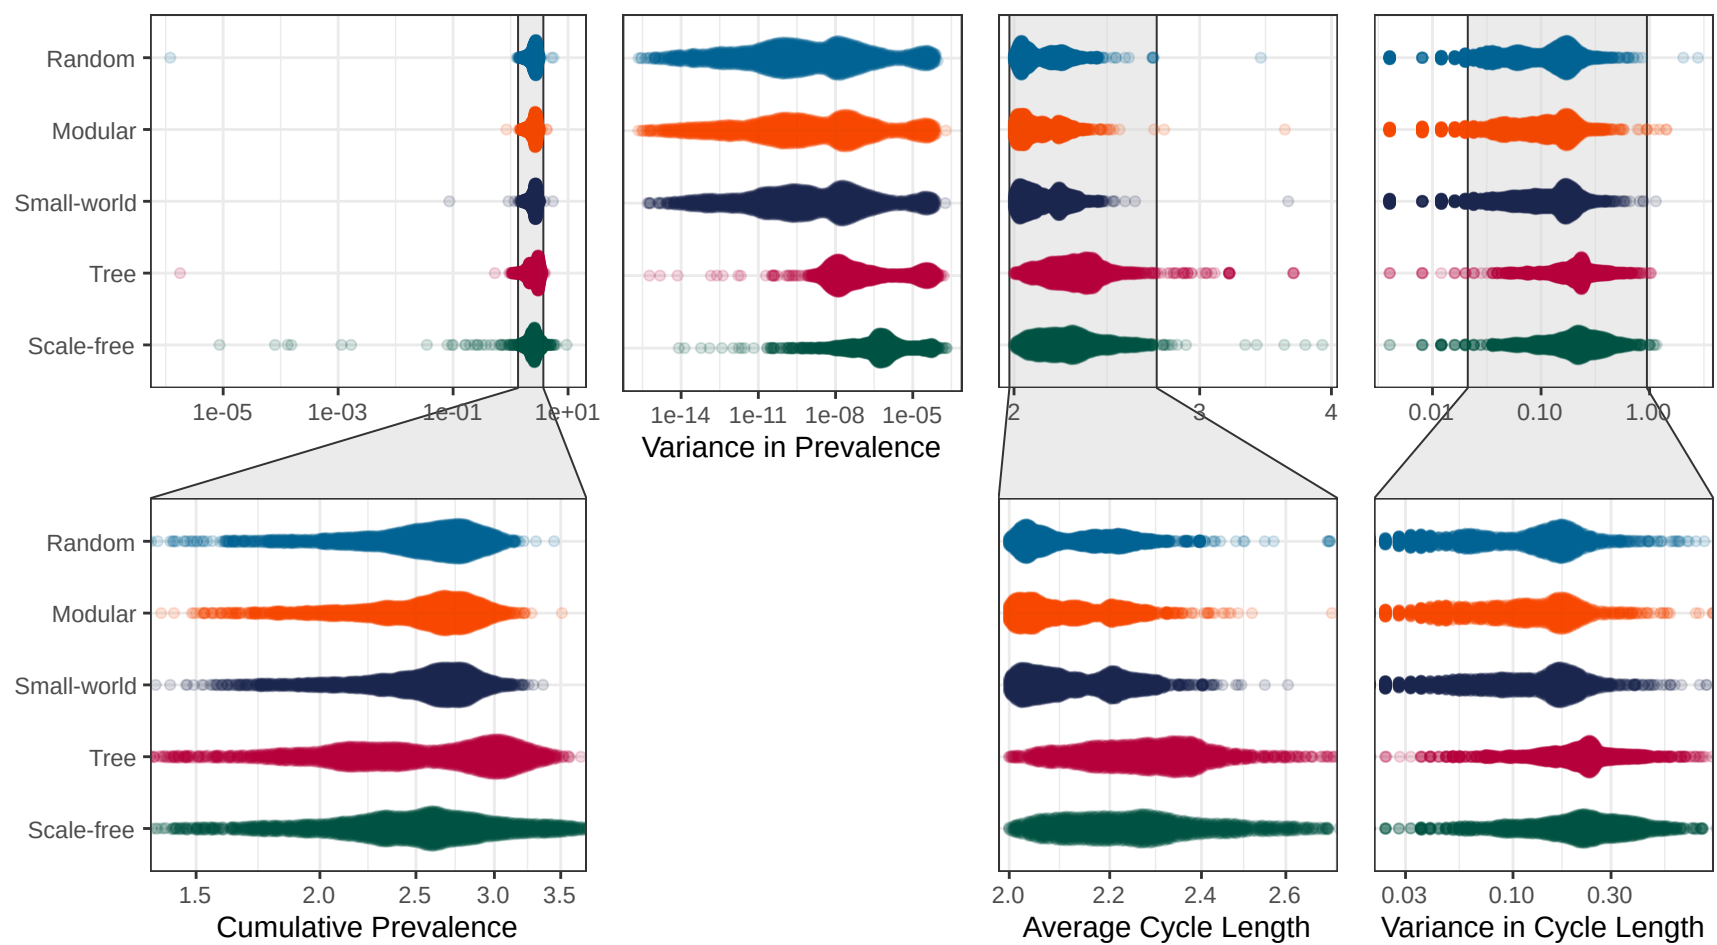 Random
Modular
Small-world
Tree
Scale-free
1e-05 1e-03 1e-01 1e+01
1e-14 1e-11 1e-08 1e-05
2 3 4
0.01 0.10 1.00
Variance in Prevalence
Random
Modular
Small-world
Tree
Scale-free
1.5 2.0 2.5 3.0 3.5
2.0 2.2 2.4 2.6
0.03 0.10 0.30
Cumulative Prevalence
Average Cycle Length
Variance in Cycle Length